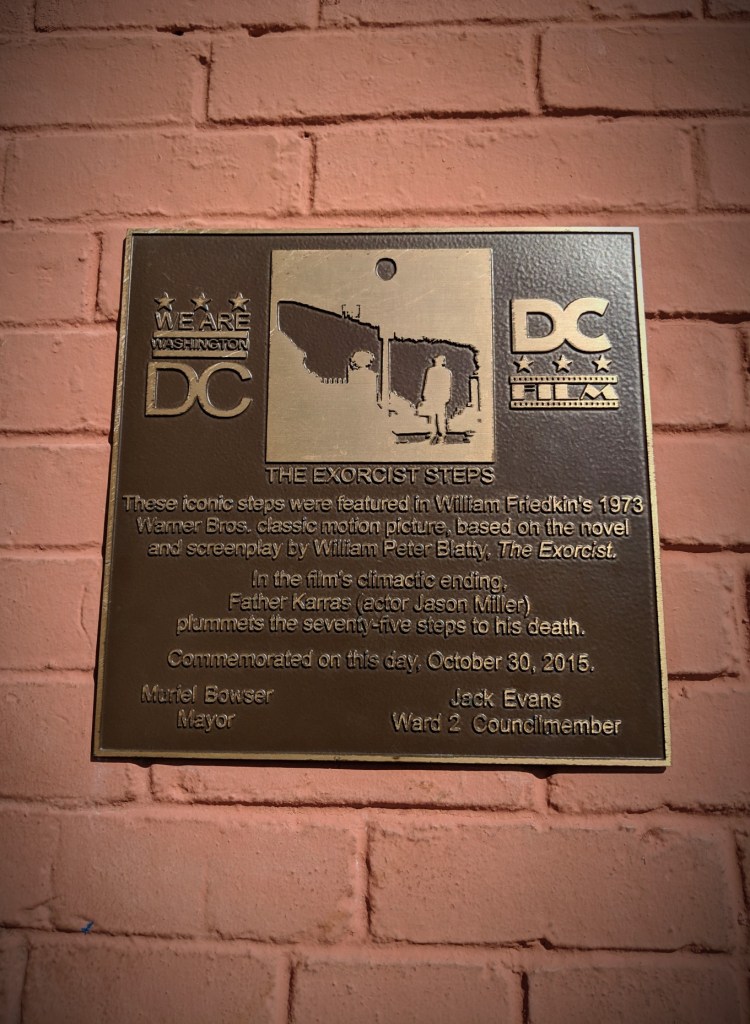 WE ARE
WASHINGTON
DC
DC
FILM
THE EXORCIST STEPS
These iconic steps were featured in William Friedkin's 1973
Warner Bros. classic motion picture, based on the novel
and screenplay by William Peter Blatty, The Exorcist.
In the film's climactic ending,
Father Karras (actor Jason Miller)
plummets the seventy-five steps to his death.
Commemorated on this day, October 30, 2015.
Muriel Bowser
Mayor
Jack Evans
Ward 2 Councilmember